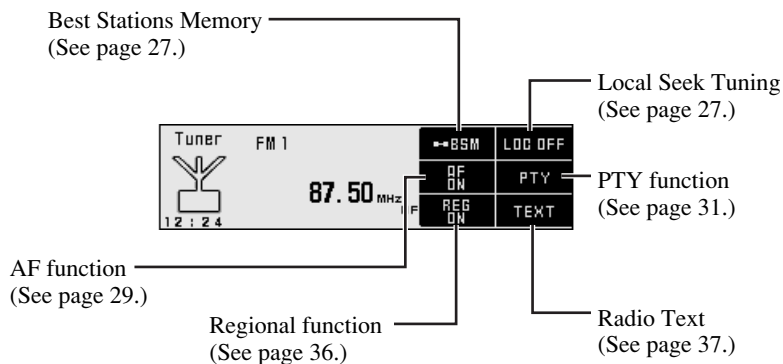 Best Stations Memory
(See page 27.)
Local Seek Tuning
(See page 27.)
Tuner
FM 1
BSM
LOC OFF
AF
ON
PTY
PTY function
(See page 31.)
87.50 MHz
REG
ON
TEXT
12:24
AF function
(See page 29.)
Regional function
(See page 36.)
Radio Text
(See page 37.)